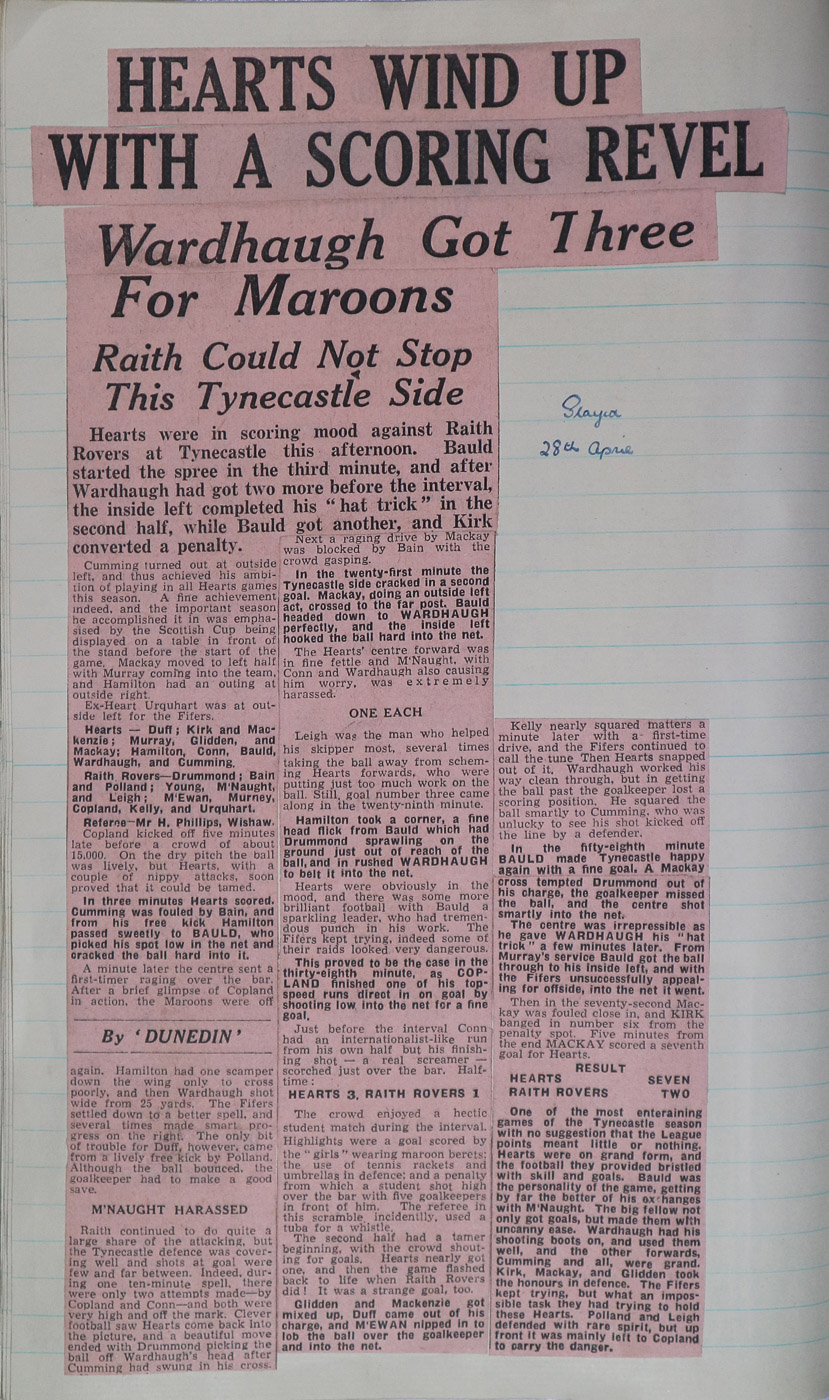 HEARTS WIND UP
WITH A SCORING REVEL
Wardhaugh Got Three
For Maroons
Raith Could Not Stop
This Tynecastle Side
28th April
Hearts were in scoring mood against Raith
Rovers at Tynecastle this afternoon. Bauld
started the spree in the third minute, and after
Wardhaugh had got two more before the interval,
the inside left completed his "hat trick" in the
second half, while Bauld got another, and Kirk
converted a penalty.
Cumming turned out at outside
left, and thus achieved his ambi-
tion of playing in all Hearts games
this season. A fine achievement
indeed, and the important season
he accomplished it in was empha-
sised by the Scottish Cup being
displayed on a table in front of
the stand before the start of the
game. Mackay moved to left half
with Murray coming into the team,
and Hamilton had an outing at
outside right.
Ex-Heart Urquhart was at out-
side left for the Fifers.
Hearts — Duff; Kirk and Mac-
kenzie; Murray, Glidden, and
Mackay; Hamilton, Conn, Bauld,
Wardhaugh, and Cumming.
Raith Rovers—Drummond; Bain
and Polland; Young, M'Naught,
and Leigh; M'Ewan, Murney,
Copland, Kelly, and Urquhart.
Referee—Mr H. Phillips, Wishaw.
Copland kicked off five minutes
late before a crowd of about
15,000. On the dry pitch the ball
was lively, but Hearts, with a
couple of nippy attacks, soon
proved that it could be tamed.
In three minutes Hearts scored.
Cumming was fouled by Bain, and
from his free kick Hamilton
passed sweetly to BAULD, who
picked his spot low in the net and
cracked the ball hard into it.
A minute later the centre sent a
first-timer raging over the bar.
After a brief glimpse of Copland
in action, the Maroons were off
By 'DUNEDIN'
again. Hamilton had one scamper
down the wing only to cross
poorly, and then Wardhaugh shot
wide from 25 yards. The Fifers
settled down to a better spell, and
several times made smart pro-
gress on the right. The only bit
of trouble for Duff, however, came
from a lively free kick by Polland.
Although the ball bounced, the
goalkeeper had to make a good
save.
M'NAUGHT HARASSED
Raith continued to do quite a
large share of the attacking, but
the Tynecastle defence was cover-
ing well and shots at goal were
few and far between. Indeed, dur-
ing one ten-minute spell, there
were only two attempts made—by
Copland and Conn—and both were
very high and off the mark. Clever
football saw Hearts come back into
the picture, and a beautiful move
ended with Drummond picking the
ball off Wardhaugh's head after
Cumming had swung in his cross.
Next a raging drive by Mackay
was blocked by Bain with the
crowd gasping.
In the twenty-first minute the
Tynecastle side cracked in a second
goal. Mackay, doing an outside left
act, crossed to the far post. Bauld
headed down to WARDHAUGH
perfectly, and the inside left
hooked the ball hard into the net.
The Hearts' centre forward was
in fine fettle and M'Naught, with
Conn and Wardhaugh also causing
him worry, was extremely
harassed.
ONE EACH
Leigh was the man who helped
his skipper most, several times
taking the ball away from schem-
ing Hearts forwards, who were
putting just too much work on the
ball. Still, goal number three came
along in the twenty-ninth minute.
Hamilton took a corner, a fine
head flick from Bauld which had
Drummond sprawling on the
ground just out of reach of the
ball, and in rushed WARDHAUGH
to belt it into the net.
Hearts were obviously in the
mood, and there was some more
brilliant football with Bauld a
sparkling leader, who had tremen-
dous punch in his work. The
Fifers kept trying, indeed some of
their raids looked very dangerous.
This proved to be the case in the
thirty-eighth minute, as COP-
LAND finished one of his top-
speed runs direct in on goal by
shooting low into the net for a fine
goal.
Just before the interval Conn
had an internationalist-like run
from his own half but his finish-
ing shot — a real screamer —
scorched just over the bar. Half-
time:
HEARTS 3, RAITH ROVERS 1
The crowd enjoyed a hectic
student match during the interval.
Highlights were a goal scored by
the "girls" wearing maroon berets;
the use of tennis rackets and
umbrellas in defence; and a penalty
from which a student shot high
over the bar with five goalkeepers
in front of him. The referee in
this scramble, incidentlly, used a
tuba for a whistle.
The second half had a tamer
beginning, with the crowd shout-
ing for goals. Hearts nearly got
one, and then the game flashed
back to life when Raith Rovers
did! It was a strange goal, too.
Glidden and Mackenzie got
mixed up, Duff came out of his
charge, and M'EWAN nipped in to
lob the ball over the goalkeeper
and into the net.
Kelly nearly squared matters a
minute later with a first-time
drive, and the Fifers continued to
call the tune Then Hearts snapped
out of it. Wardhaugh worked his
way clean through, but in getting
the ball past the goalkeeper lost a
scoring position. He squared the
ball smartly to Cumming, who was
unlucky to see his shot kicked off
the line by a defender.
In the fifty-eighth minute
BAULD made Tynecastle happy
again with a fine goal. A Mackay
cross tempted Drummond out of
his charge, the goalkeeper missed
the ball, and the centre shot
smartly into the net.
The centre was irrepressible as
he gave WARDHAUGH his "hat
trick" a few minutes later. From
Murray's service Bauld got the ball
through to his inside left, and with
the Fifers unsuccessfully appeal-
ing for offside, into the net it went.
Then in the seventy-second Mac-
kay was fouled close in, and KIRK
banged in number six from the
penalty spot. Five minutes from
the end MACKAY scored a seventh
goal for Hearts.
RESULT
HEARTS SEVEN
RAITH ROVERS TWO
One of the most enteraining
games of the Tynecastle season
with no suggestion that the League
points meant little or nothing.
Hearts were on grand form, and
the football they provided bristled
with skill and goals. Bauld was
the personality of the game, getting
by far the better of his exchanges
with M'Naught. The big fellow not
only got goals, but made them with
uncanny ease. Wardhaugh had his
shooting boots on, and used them
well, and the other forwards,
Cumming and all, were grand.
Kirk, Mackay, and Glidden took
the honours in defence. The Fifers
kept trying, but what an impos-
sible task they had trying to hold
these Hearts. Polland and Leigh
defended with rare spirit, but up
front it was mainly left to Copland
to carry the danger.